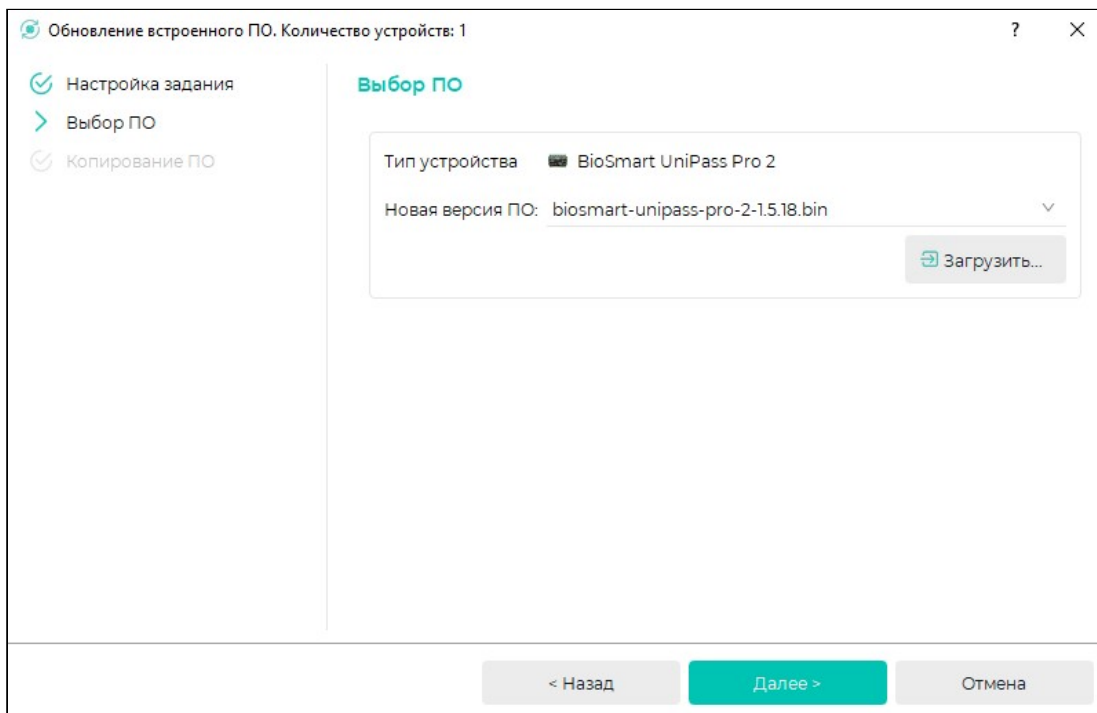 Обновление встроенного ПО. Количество устройств: 1 ?
Настройка задания
Выбор ПО
Копирование ПО
Выбор ПО
Тип устройства BioSmart UniPass Pro 2
Новая версия ПО: biosmart-unipass-pro-2-1.5.18.bin
Загрузить...
< Назад Далее > Отмена